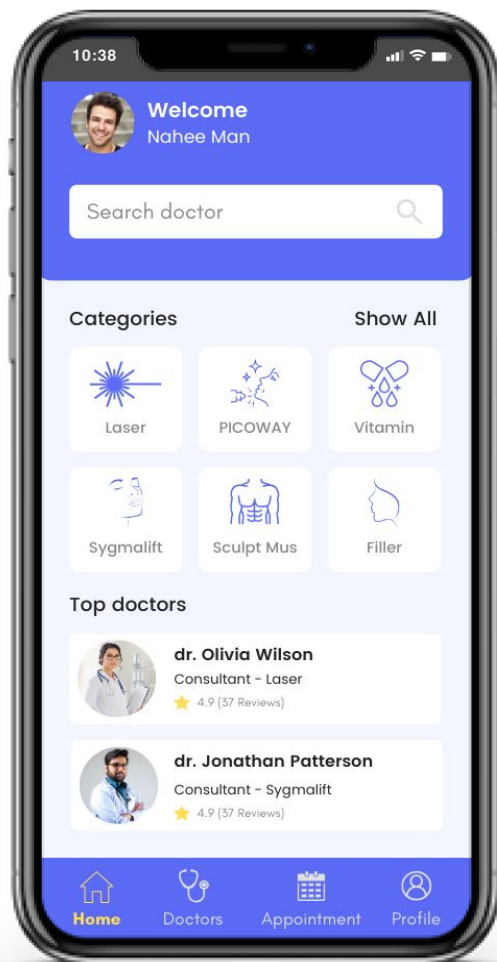 10:38
Welcome
Nahee Man
Search doctor
Categories
Show All
Laser
PICOWAY
Vitamin
Sygmalift
Sculpt Mus
Filler
Top doctors
dr. Olivia Wilson
Consultant - Laser
4.9 (37 Reviews)
dr. Jonathan Patterson
Consultant - Sygmalift
4.9 (37 Reviews)
Home
Doctors
Appointment
Profile